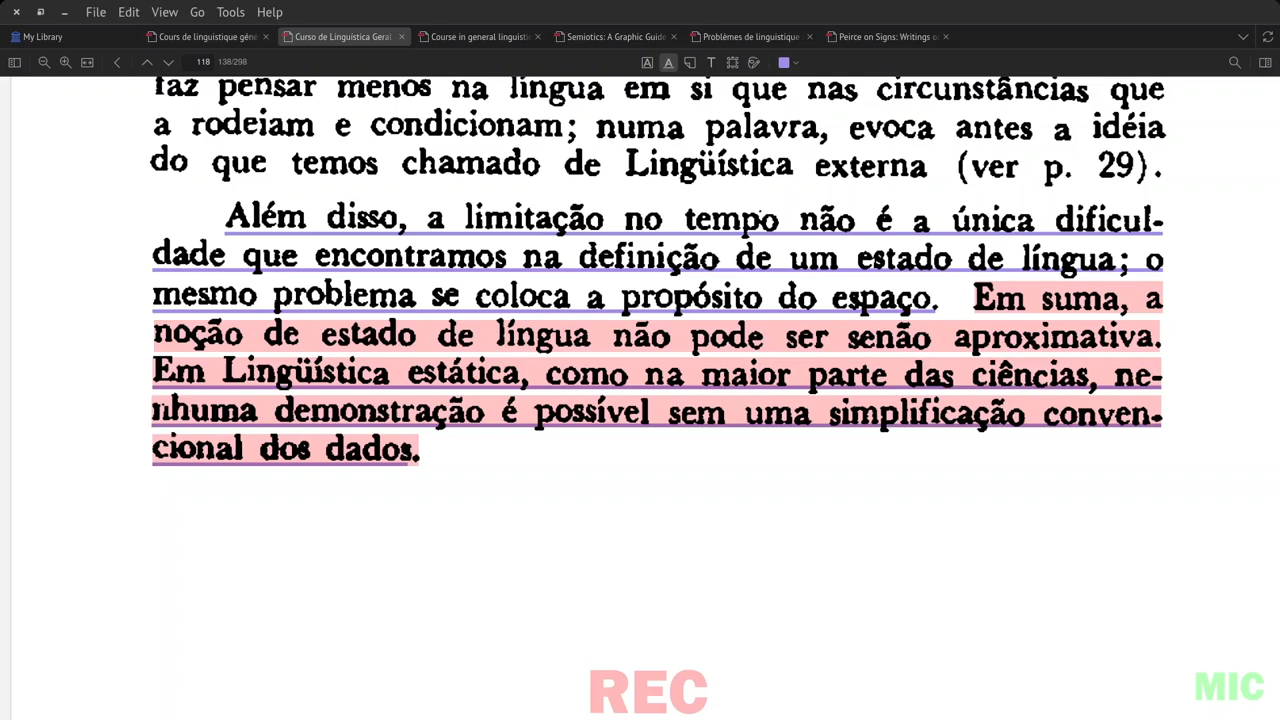 File Edit View Go Tools Help
My Library
Cours de linguistique géné
Curso de Linguística Geral
Course in general linguisti
Semiotics: A Graphic Guide
Problèmes de linguistique
Peirce on Signs: Writings o
118 138/298
faz pensar menos na língua em si que nas circunstâncias que
a rodeiam e condicionam; numa palavra, evoca antes a idéia
do que temos chamado de Lingüística externa (ver p. 29).
Além disso, a limitação no tempo não é a única dificul-
dade que encontramos na definição de um estado de língua; o
mesmo problema se coloca a propósito do espaço. Em suma, a
noção de estado de língua não pode ser senão aproximativa.
Em Lingüística estática, como na maior parte das ciências, ne-
nhuma demonstração é possível sem uma simplificação conven-
cional dos dados.
REC
MIC